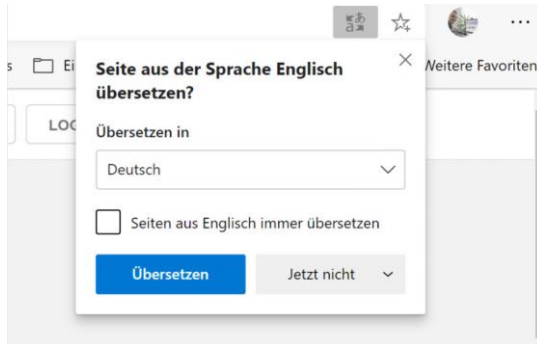 s Ei Weitere Favoriten
LOG
Seite aus der Sprache Englisch
übersetzen?
Übersetzen in
Deutsch
Seiten aus Englisch immer übersetzen
Übersetzen Jetzt nicht